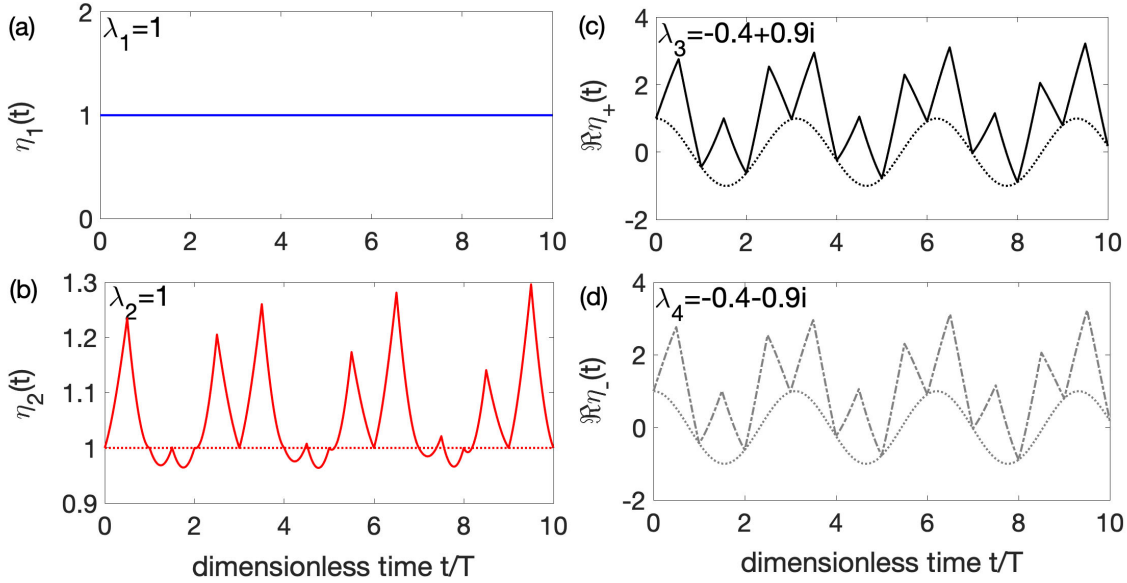 (a)
λ₁=1
η₁(t)
2
1
0
0 2 4 6 8 10
(b)
λ₂=1
η₂(t)
1.3
1.2
1.1
1
0.9
0 2 4 6 8 10
dimensionless time t/T
(c)
λ₃=-0.4+0.9i
ℜη₊(t)
4
2
0
-2
0 2 4 6 8 10
(d)
λ₄=-0.4-0.9i
ℜη₋(t)
4
2
0
-2
0 2 4 6 8 10
dimensionless time t/T